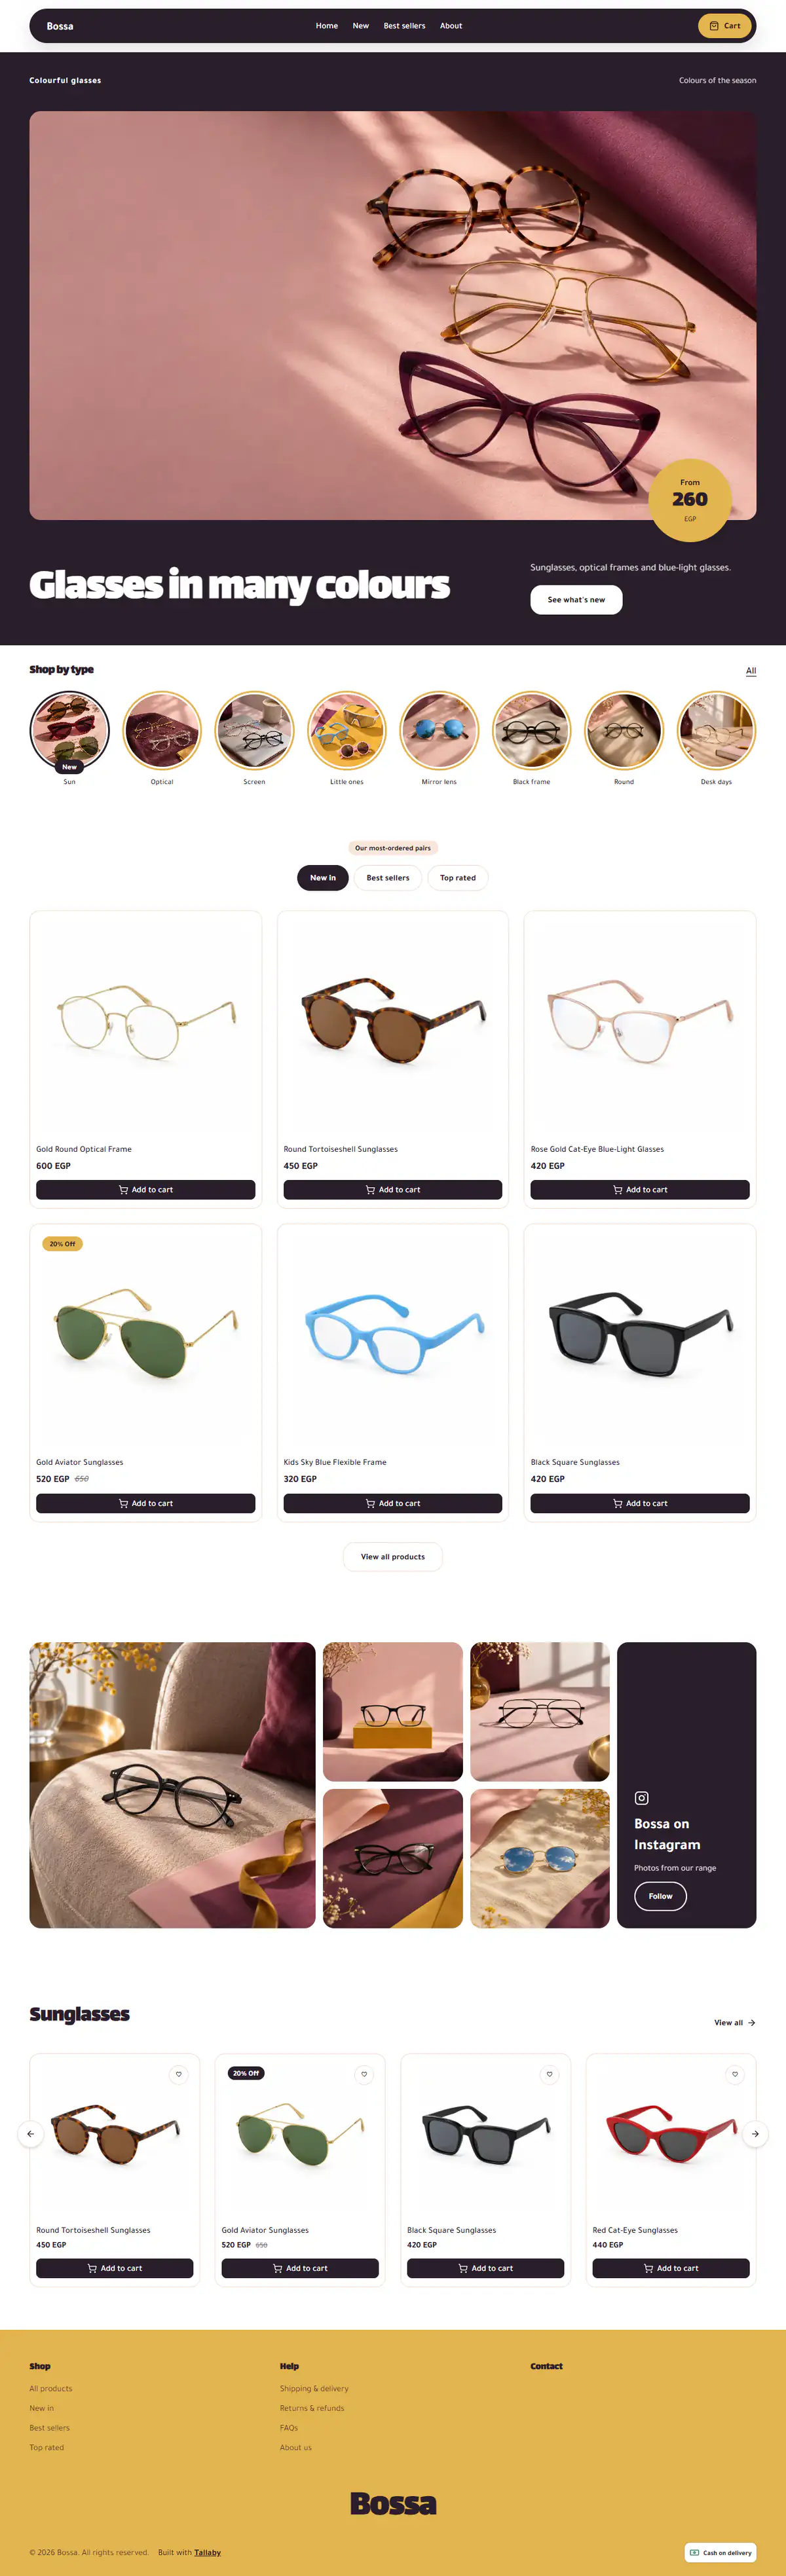 Bossa
Home New Best sellers About
Cart
Colourful glasses
Colours of the season
From
260
EGP
Glasses in many colours
Sunglasses, optical frames and blue-light glasses.
See what's new
Shop by type
All
New
Sun
Optical
Screen
Little ones
Mirror lens
Black frame
Round
Desk days
Our most-ordered pairs
New in
Best sellers
Top rated
Gold Round Optical Frame
600 EGP
Add to cart
Round Tortoiseshell Sunglasses
450 EGP
Add to cart
Rose Gold Cat-Eye Blue-Light Glasses
420 EGP
Add to cart
20% Off
Gold Aviator Sunglasses
520 EGP 650
Add to cart
Kids Sky Blue Flexible Frame
320 EGP
Add to cart
Black Square Sunglasses
420 EGP
Add to cart
View all products
Bossa on
Instagram
Photos from our range
Follow
Sunglasses
View all
Round Tortoiseshell Sunglasses
450 EGP
Add to cart
20% Off
Gold Aviator Sunglasses
520 EGP 650
Add to cart
Black Square Sunglasses
420 EGP
Add to cart
Red Cat-Eye Sunglasses
440 EGP
Add to cart
Shop
All products
New in
Best sellers
Top rated
Help
Shipping & delivery
Returns & refunds
FAQs
About us
Contact
Bossa
© 2026 Bossa. All rights reserved. Built with Tallaby
Cash on delivery